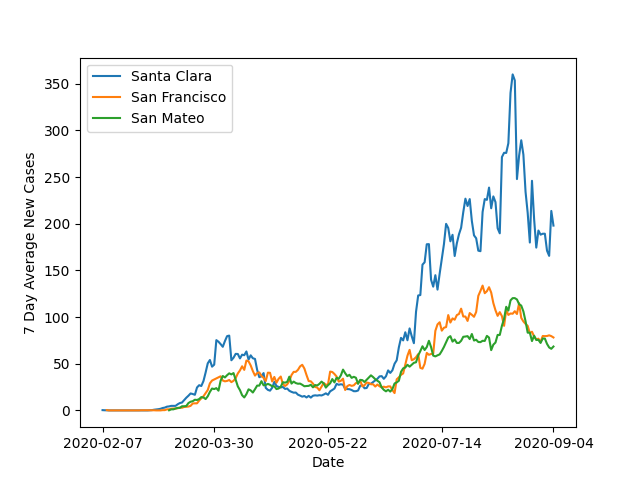 Santa Clara
San Francisco
San Mateo
350
300
250
200
150
100
50
0
7 Day Average New Cases
2020-02-07
2020-03-30
2020-05-22
2020-07-14
2020-09-04
Date